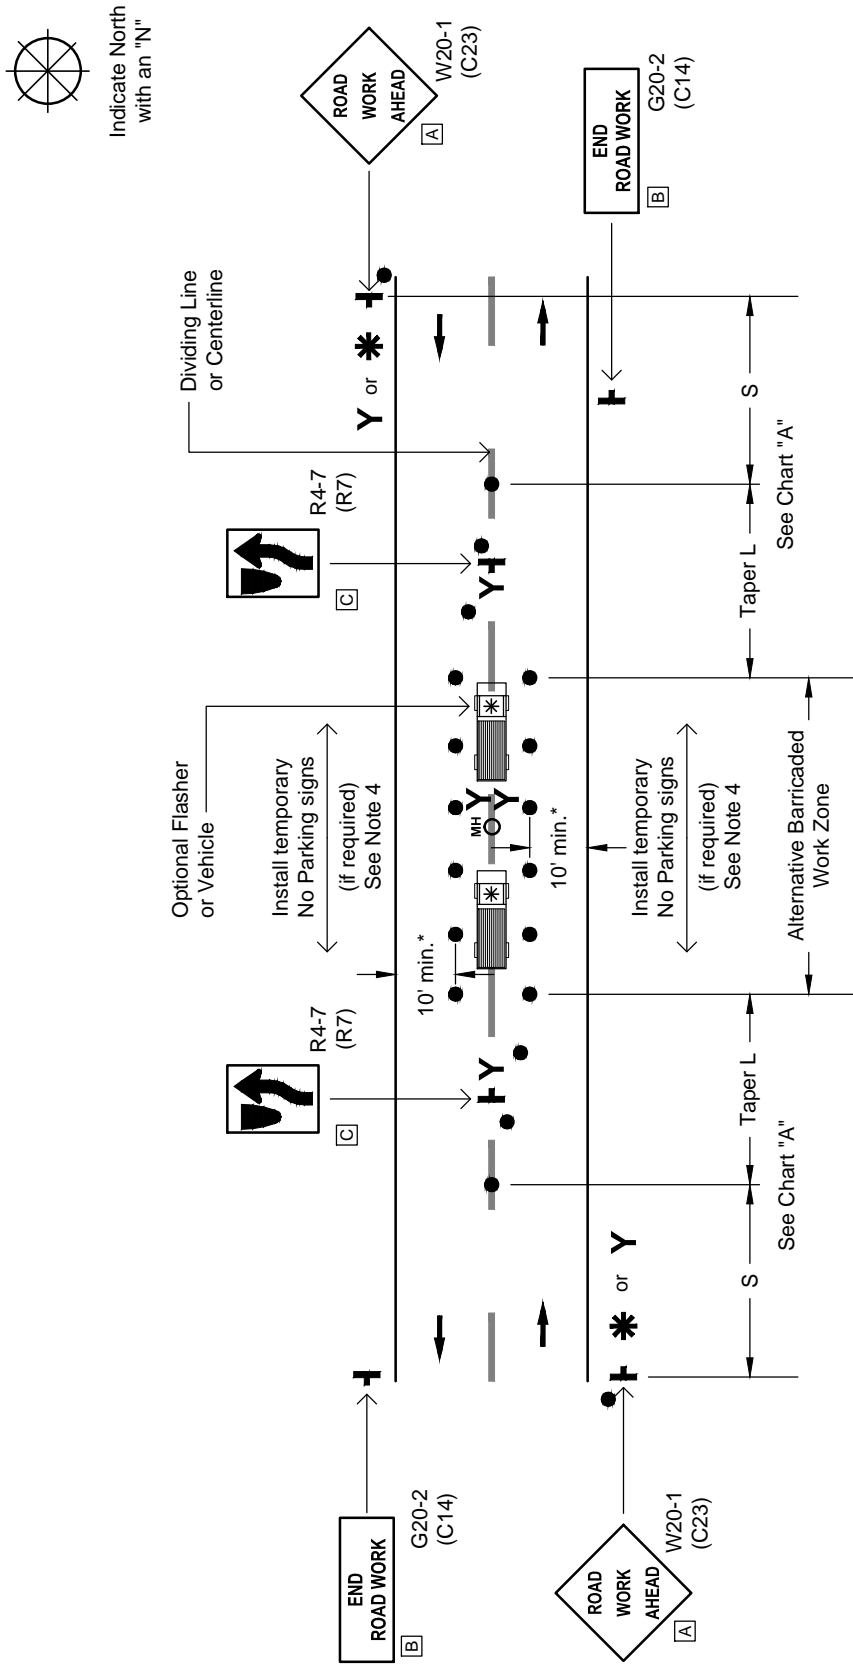 Indicate North
with an "N"
END
ROAD WORK
B
G20-2
(C14)
C
R4-7
(R7)
Optional Flasher
or Vehicle
Install temporary
No Parking signs
(if required)
See Note 4
C
R4-7
(R7)
Dividing Line
or Centerline
Y or
ROAD
WORK
AHEAD
A
W20-1
(C23)
10' min.*
Y
MH
Y
Y
Y
10' min.*
ROAD
WORK
AHEAD
A
W20-1
(C23)
or Y
Install temporary
No Parking signs
(if required)
See Note 4
END
ROAD WORK
B
G20-2
(C14)
S
Taper L
See Chart "A"
Alternative Barricaded
Work Zone
Taper L
S
See Chart "A"